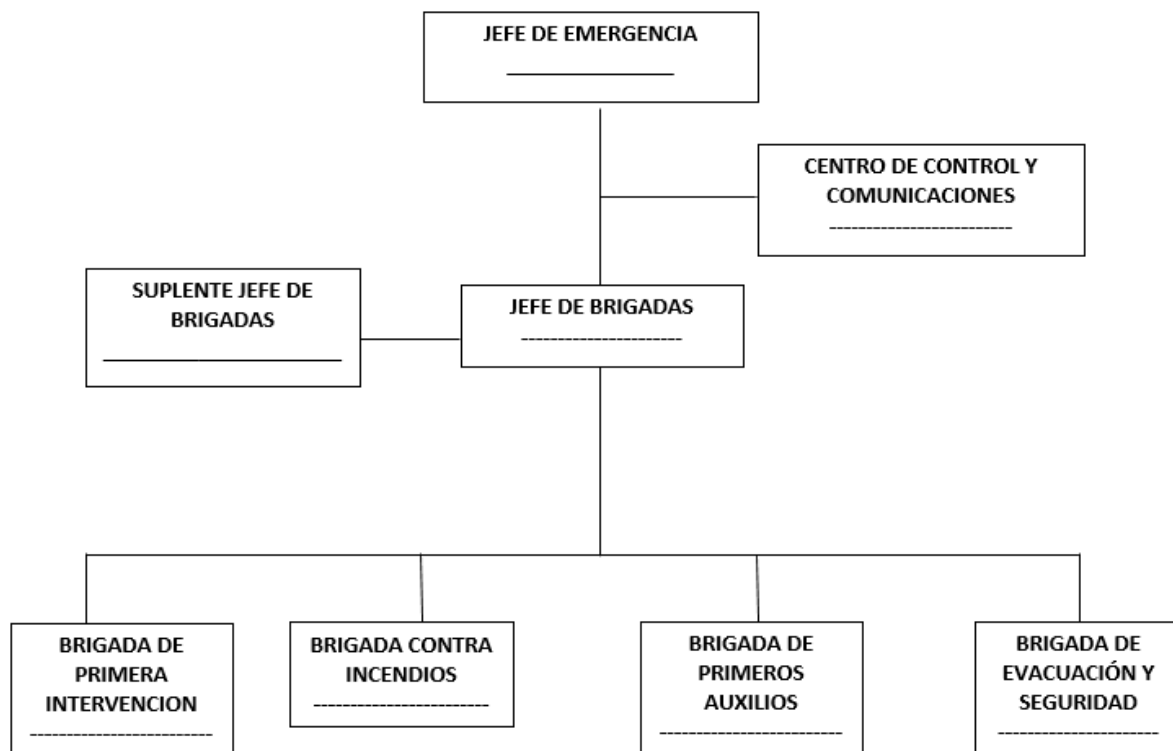 JEFE DE EMERGENCIA
CENTRO DE CONTROL Y
COMUNICACIONES
SUPLENTE JEFE DE
BRIGADAS
JEFE DE BRIGADAS
BRIGADA DE
PRIMERA
INTERVENCION
BRIGADA CONTRA
INCENDIOS
BRIGADA DE
PRIMEROS
AUXILIOS
BRIGADA DE
EVACUACIÓN Y
SEGURIDAD